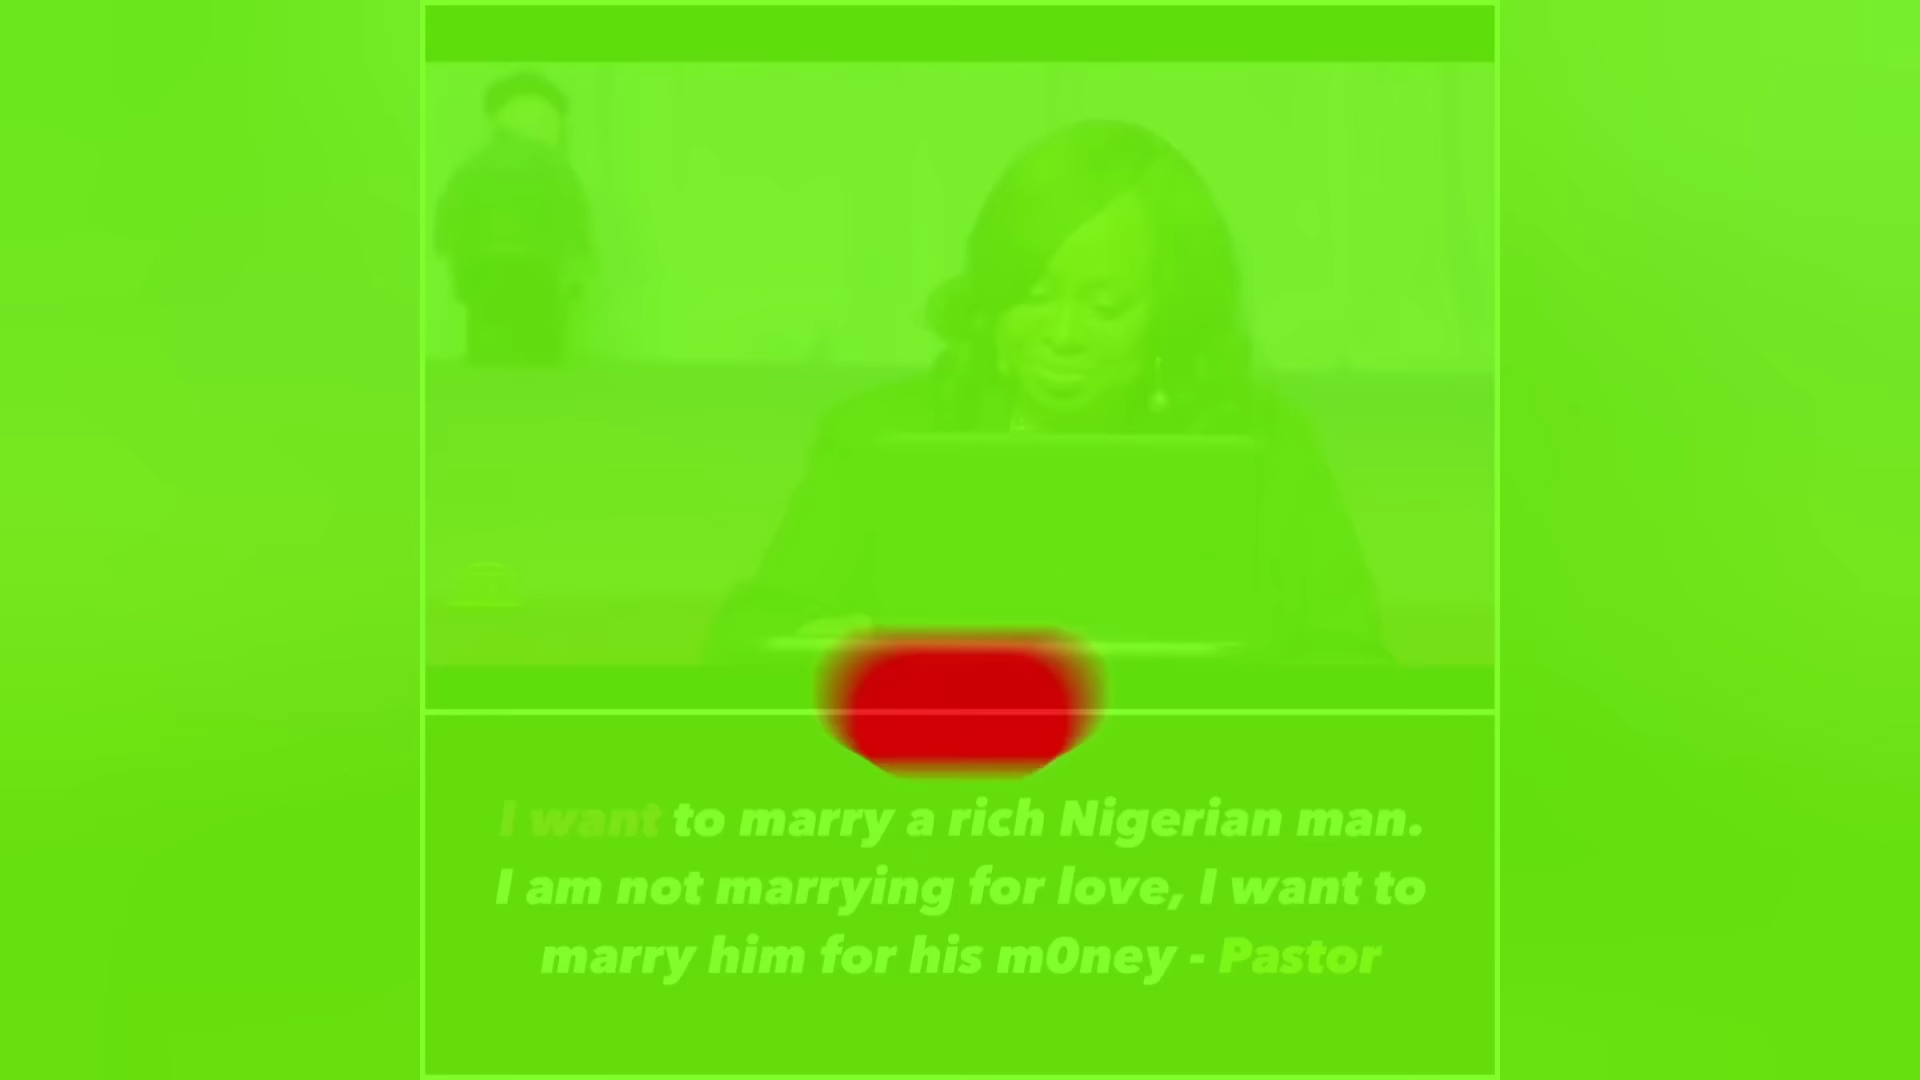 I want to marry a rich Nigerian man.
I am not marrying for love, I want to
marry him for his m0ney - Pastor